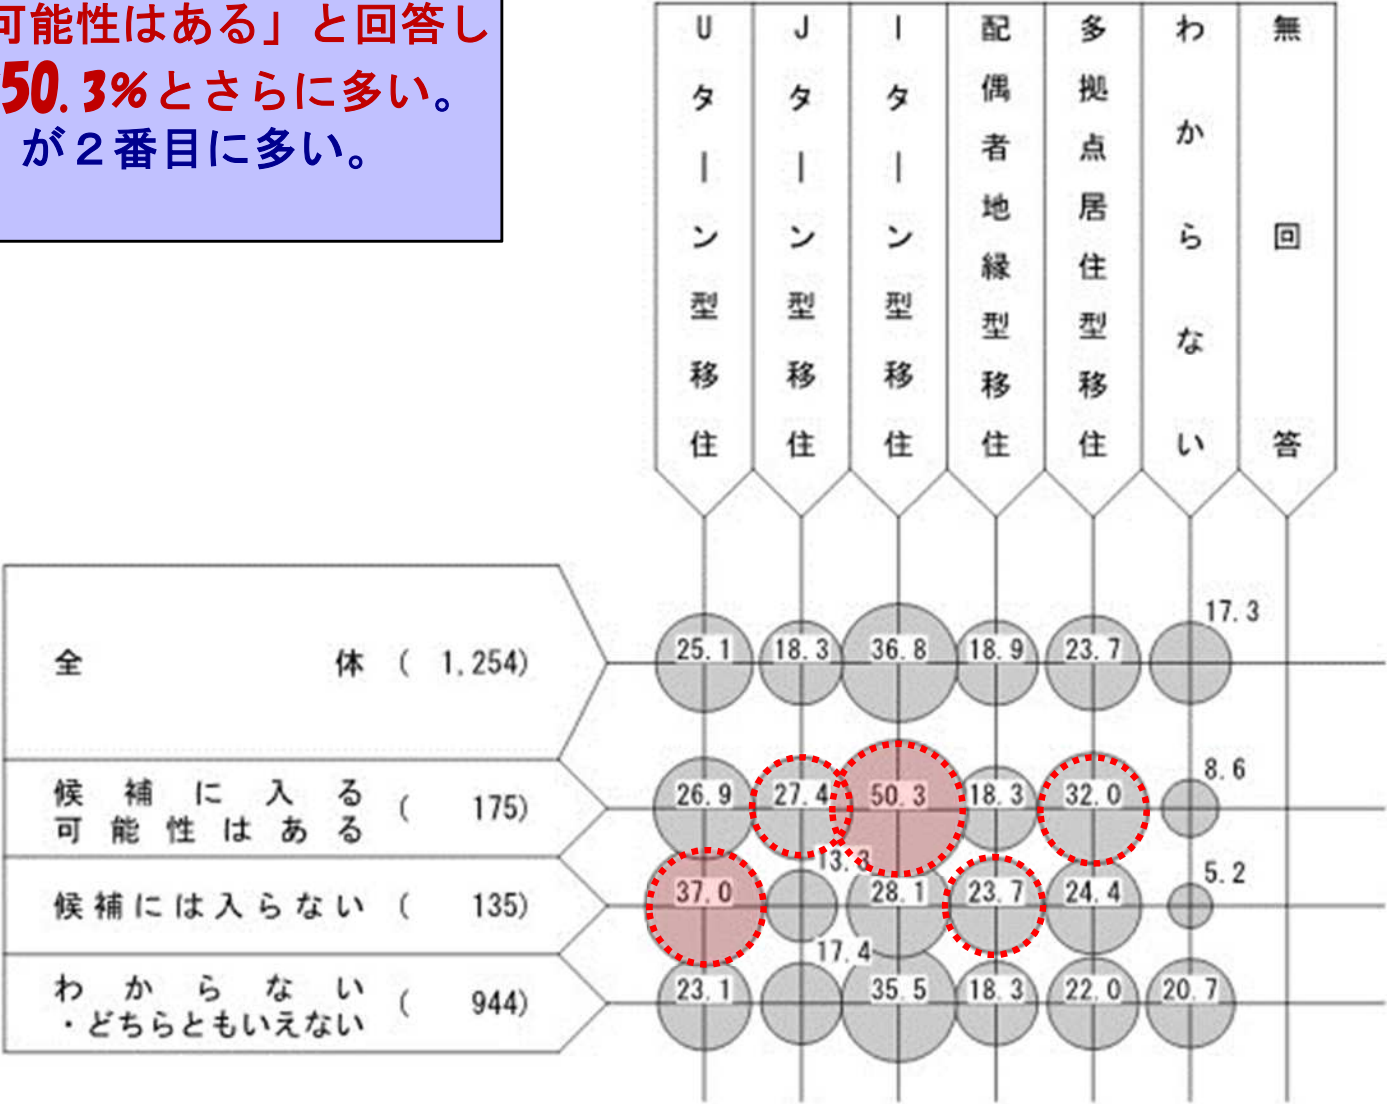 可能性はある」と回答し
50.3%とさらに多い。
が２番目に多い。
Uターン型移住
Jターン型移住
Iターン型移住
配偶者地縁型移住
多拠点居住型移住
わからない
無回答
全体 ( 1,254)
25.1 18.3 36.8 18.9 23.7 17.3
候補に入る
可能性はある ( 175)
26.9 27.4 50.3 18.3 32.0 8.6
候補には入らない ( 135)
37.0 13.3 28.1 23.7 24.4 5.2
わからない
・どちらともいえない ( 944)
23.1 17.4 35.5 18.3 22.0 20.7